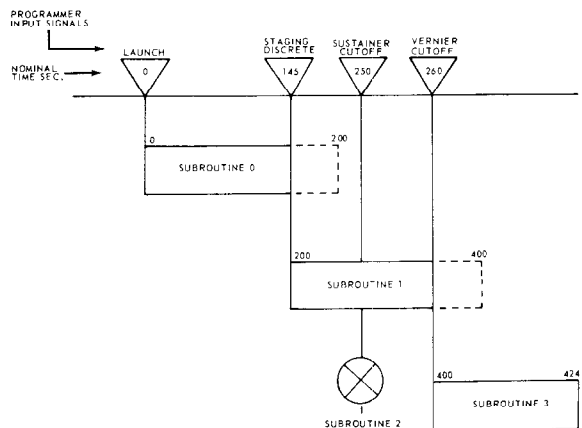 PROGRAMMER
INPUT SIGNALS
NOMINAL
TIME SEC.
LAUNCH
0
STAGING
DISCRETE
145
SUSTAINER
CUTOFF
250
VERNIER
CUTOFF
260
0
200
SUBROUTINE 0
200
400
SUBROUTINE 1
SUBROUTINE 2
400
424
SUBROUTINE 3